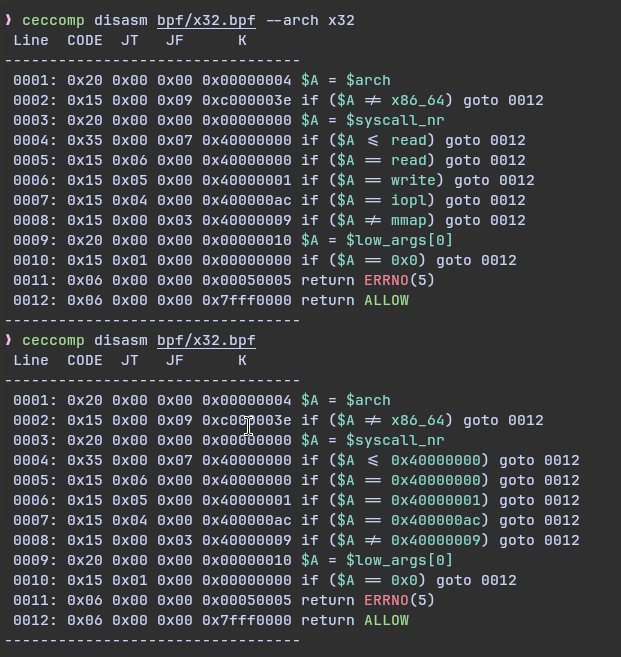 ❱ ceccomp disasm bpf/x32.bpf --arch x32
Line  CODE  JT   JF      K
---------------------------------
0001: 0x20 0x00 0x00 0x00000004 $A = $arch
0002: 0x15 0x00 0x09 0xc000003e if ($A ≠ x86_64) goto 0012
0003: 0x20 0x00 0x00 0x00000000 $A = $syscall_nr
0004: 0x35 0x00 0x07 0x40000000 if ($A ≤ read) goto 0012
0005: 0x15 0x06 0x00 0x40000000 if ($A == read) goto 0012
0006: 0x15 0x05 0x00 0x40000001 if ($A == write) goto 0012
0007: 0x15 0x04 0x00 0x400000ac if ($A == iopl) goto 0012
0008: 0x15 0x00 0x03 0x40000009 if ($A ≠ mmap) goto 0012
0009: 0x20 0x00 0x00 0x00000010 $A = $low_args[0]
0010: 0x15 0x01 0x00 0x00000000 if ($A == 0x0) goto 0012
0011: 0x06 0x00 0x00 0x00050005 return ERRNO(5)
0012: 0x06 0x00 0x00 0x7fff0000 return ALLOW
---------------------------------
❱ ceccomp disasm bpf/x32.bpf
Line  CODE  JT   JF      K
---------------------------------
0001: 0x20 0x00 0x00 0x00000004 $A = $arch
0002: 0x15 0x00 0x09 0xc000003e if ($A ≠ x86_64) goto 0012
0003: 0x20 0x00 0x00 0x00000000 $A = $syscall_nr
0004: 0x35 0x00 0x07 0x40000000 if ($A ≤ 0x40000000) goto 0012
0005: 0x15 0x06 0x00 0x40000000 if ($A == 0x40000000) goto 0012
0006: 0x15 0x05 0x00 0x40000001 if ($A == 0x40000001) goto 0012
0007: 0x15 0x04 0x00 0x400000ac if ($A == 0x400000ac) goto 0012
0008: 0x15 0x00 0x03 0x40000009 if ($A ≠ 0x40000009) goto 0012
0009: 0x20 0x00 0x00 0x00000010 $A = $low_args[0]
0010: 0x15 0x01 0x00 0x00000000 if ($A == 0x0) goto 0012
0011: 0x06 0x00 0x00 0x00050005 return ERRNO(5)
0012: 0x06 0x00 0x00 0x7fff0000 return ALLOW
---------------------------------